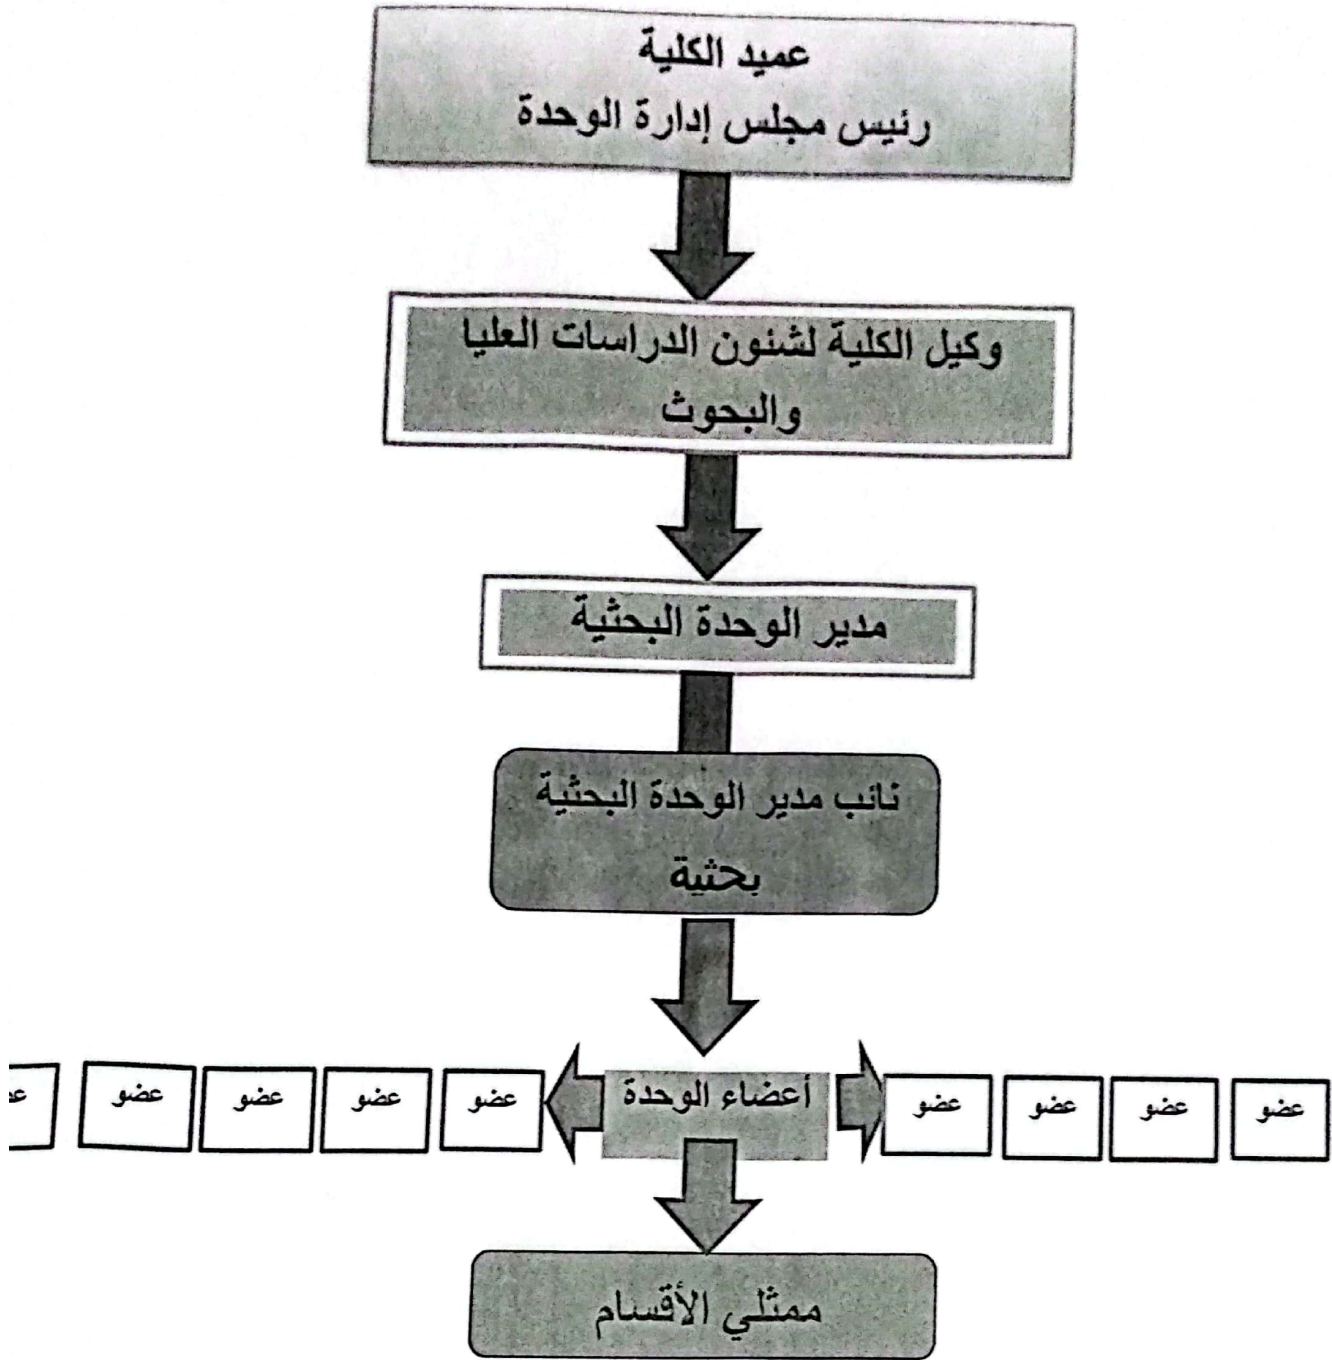 عميد الكلية
رئيس مجلس إدارة الوحدة
وكيل الكلية لشئون الدراسات العليا
والبحوث
مدير الوحدة البحثية
نائب مدير الوحدة البحثية
بحثية
أعضاء الوحدة
عضو
عضو
عضو
عضو
عضو
عضو
عضو
عضو
ممثلي الأقسام